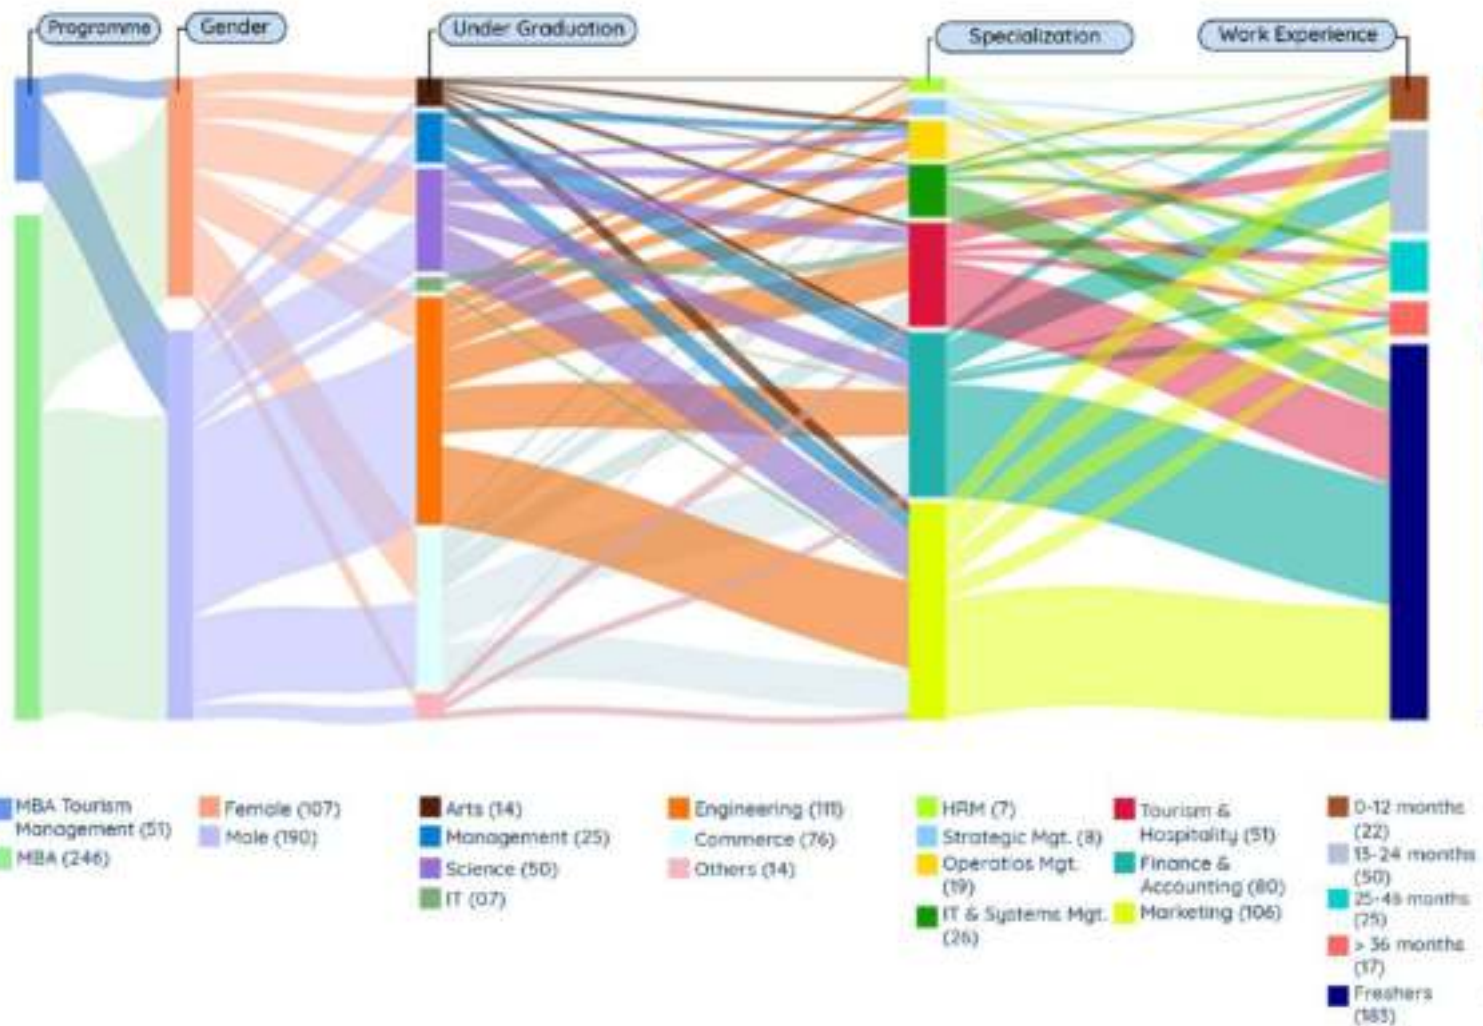 Programme
Gender
Under Graduation
Specialization
Work Experience
MBA Tourism
Management (51)
MBA (246)
Female (107)
Male (190)
Arts (14)
Management (25)
Science (50)
IT (07)
Engineering (111)
Commerce (76)
Others (14)
HRM (7)
Strategic Mgt. (8)
Operatios Mgt.
(19)
IT & Systems Mgt.
(26)
Tourism &
Hospitality (51)
Finance &
Accounting (80)
Marketing (106)
0-12 months
(22)
13-24 months
(50)
months
(25)
> 36 months
(17)
Freshers
(183)